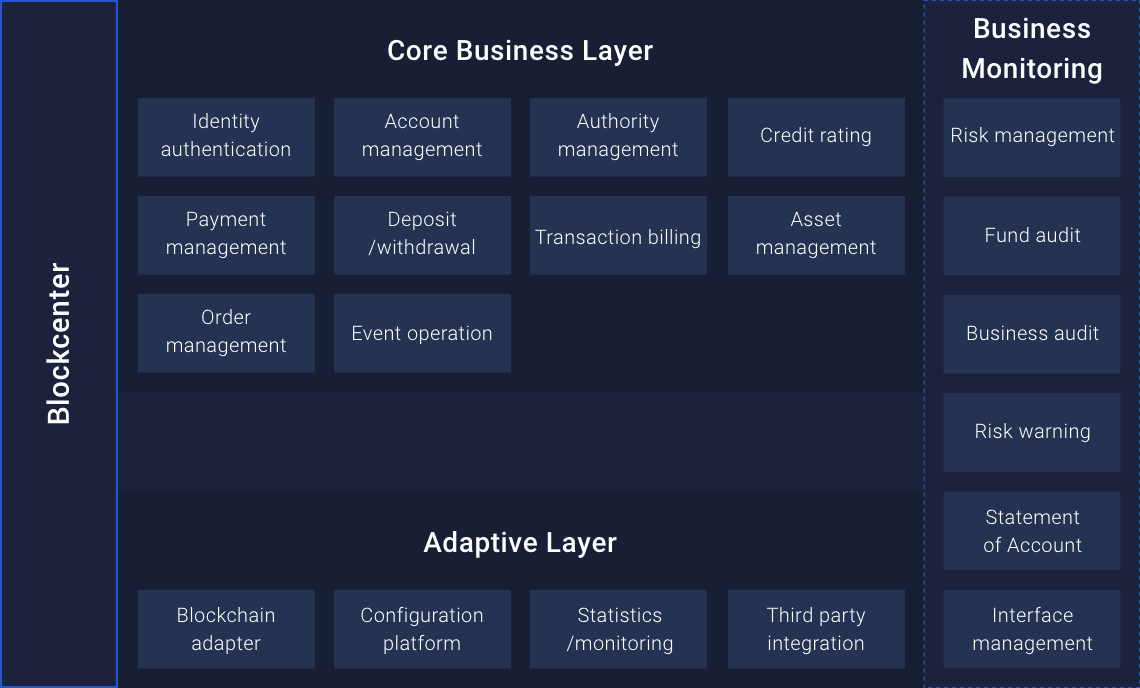 Blockcenter
Core Business Layer
Identity
authentication
Account
management
Authority
management
Credit rating
Payment
management
Deposit
/withdrawal
Transaction billing
Asset
management
Order
management
Event operation
Adaptive Layer
Blockchain
adapter
Configuration
platform
Statistics
/monitoring
Third party
integration
Business
Monitoring
Risk management
Fund audit
Business audit
Risk warning
Statement
of Account
Interface
management